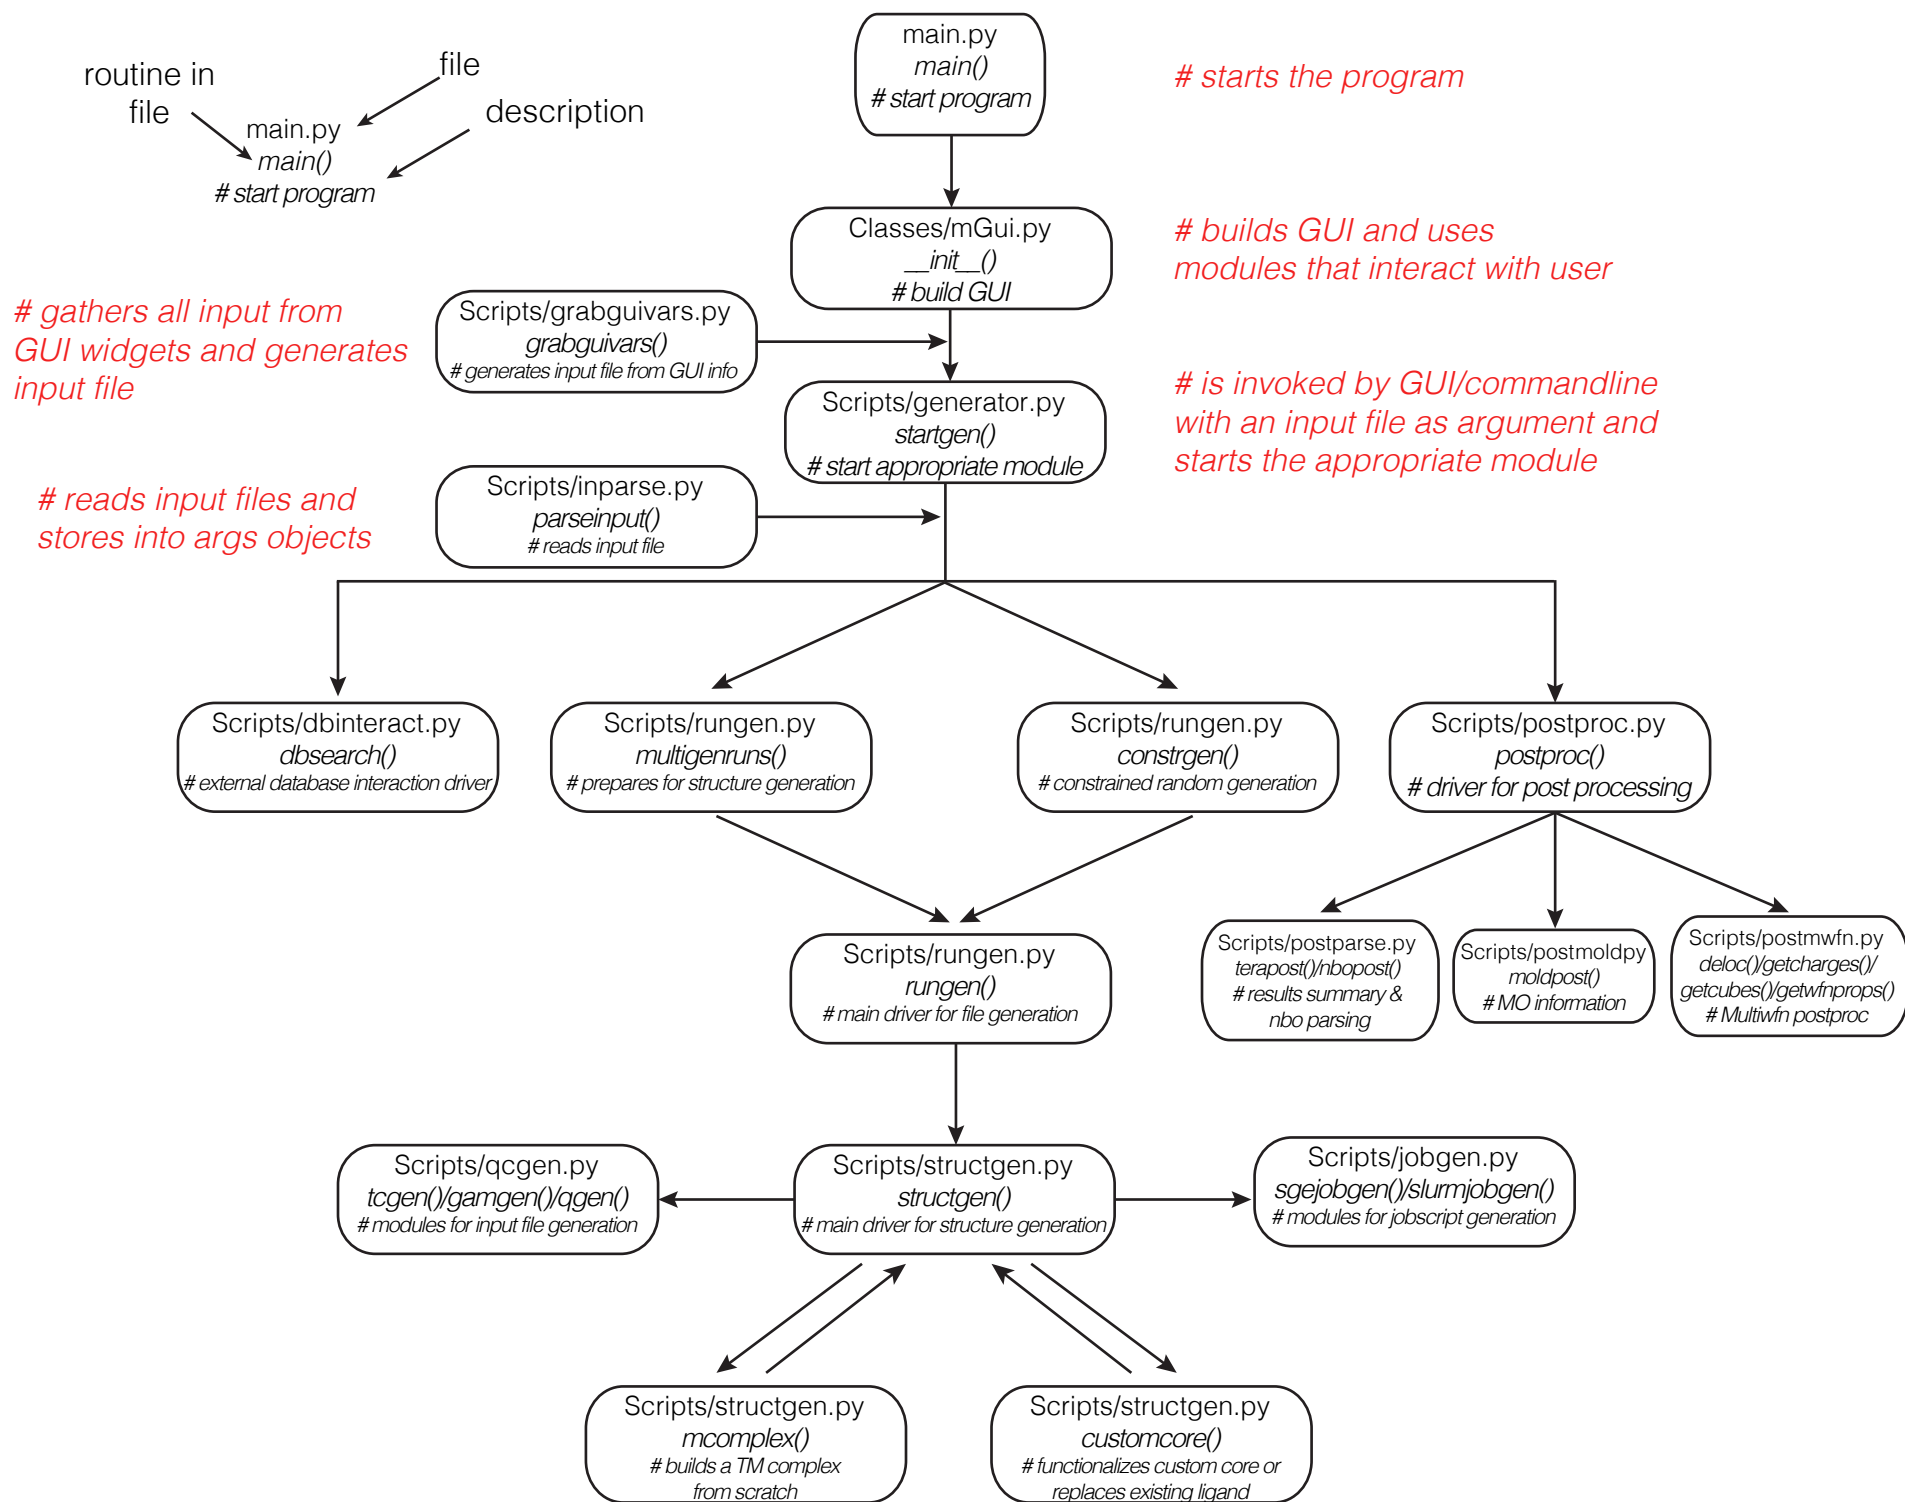 main.py
main()
# start program
# starts the program
routine in
file
file
description
main.py
main()
# start program
Classes/mGui.py
__init__()
# build GUI
# builds GUI and uses
modules that interact with user
# gathers all input from
GUI widgets and generates
input file
Scripts/grabguivars.py
grabguivars()
# generates input file from GUI info
Scripts/generator.py
startgen()
# start appropriate module
# is invoked by GUI/commandline
with an input file as argument and
starts the appropriate module
# reads input files and
stores into args objects
Scripts/inparse.py
parseinput()
# reads input file
Scripts/dbinteract.py
dbsearch()
# external database interaction driver
Scripts/rungen.py
multigenruns()
# prepares for structure generation
Scripts/rungen.py
constrgen()
# constrained random generation
Scripts/postproc.py
postproc()
# driver for post processing
Scripts/rungen.py
rungen()
# main driver for file generation
Scripts/postparse.py
terapost()/nbopost()
# results summary &
nbo parsing
Scripts/postmoldpy
moldpost()
# MO information
Scripts/postmwfn.py
deloc()/getcharges()/
getcubes()/getwfnprops()
# Multiwfn postproc
Scripts/qcgen.py
tcgen()/gamgen()/qgen()
# modules for input file generation
Scripts/structgen.py
structgen()
# main driver for structure generation
Scripts/jobgen.py
sgejobgen()/slurmjobgen()
# modules for jobscript generation
Scripts/structgen.py
mcomplex()
# builds a TM complex
from scratch
Scripts/structgen.py
customcore()
# functionalizes custom core or
replaces existing ligand